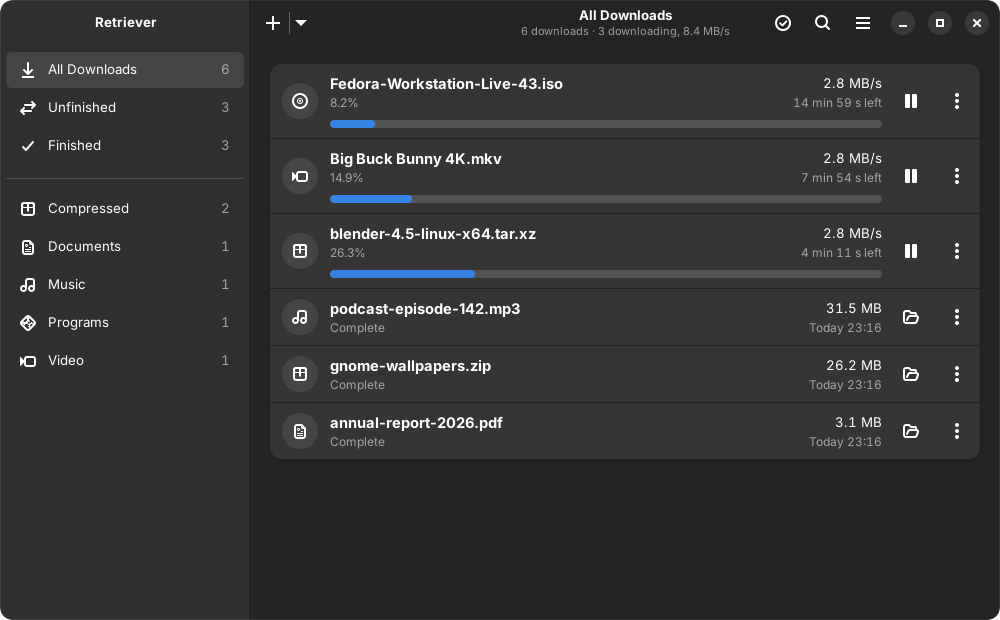 Retriever
All Downloads
6 downloads · 3 downloading, 8.4 MB/s
All Downloads 6
Unfinished 3
Finished 3
Compressed 2
Documents 1
Music 1
Programs 1
Video 1
Fedora-Workstation-Live-43.iso 2.8 MB/s
8.2% 14 min 59 s left
Big Buck Bunny 4K.mkv 2.8 MB/s
14.9% 7 min 54 s left
blender-4.5-linux-x64.tar.xz 2.8 MB/s
26.3% 4 min 11 s left
podcast-episode-142.mp3 31.5 MB
Complete Today 23:16
gnome-wallpapers.zip 26.2 MB
Complete Today 23:16
annual-report-2026.pdf 3.1 MB
Complete Today 23:16